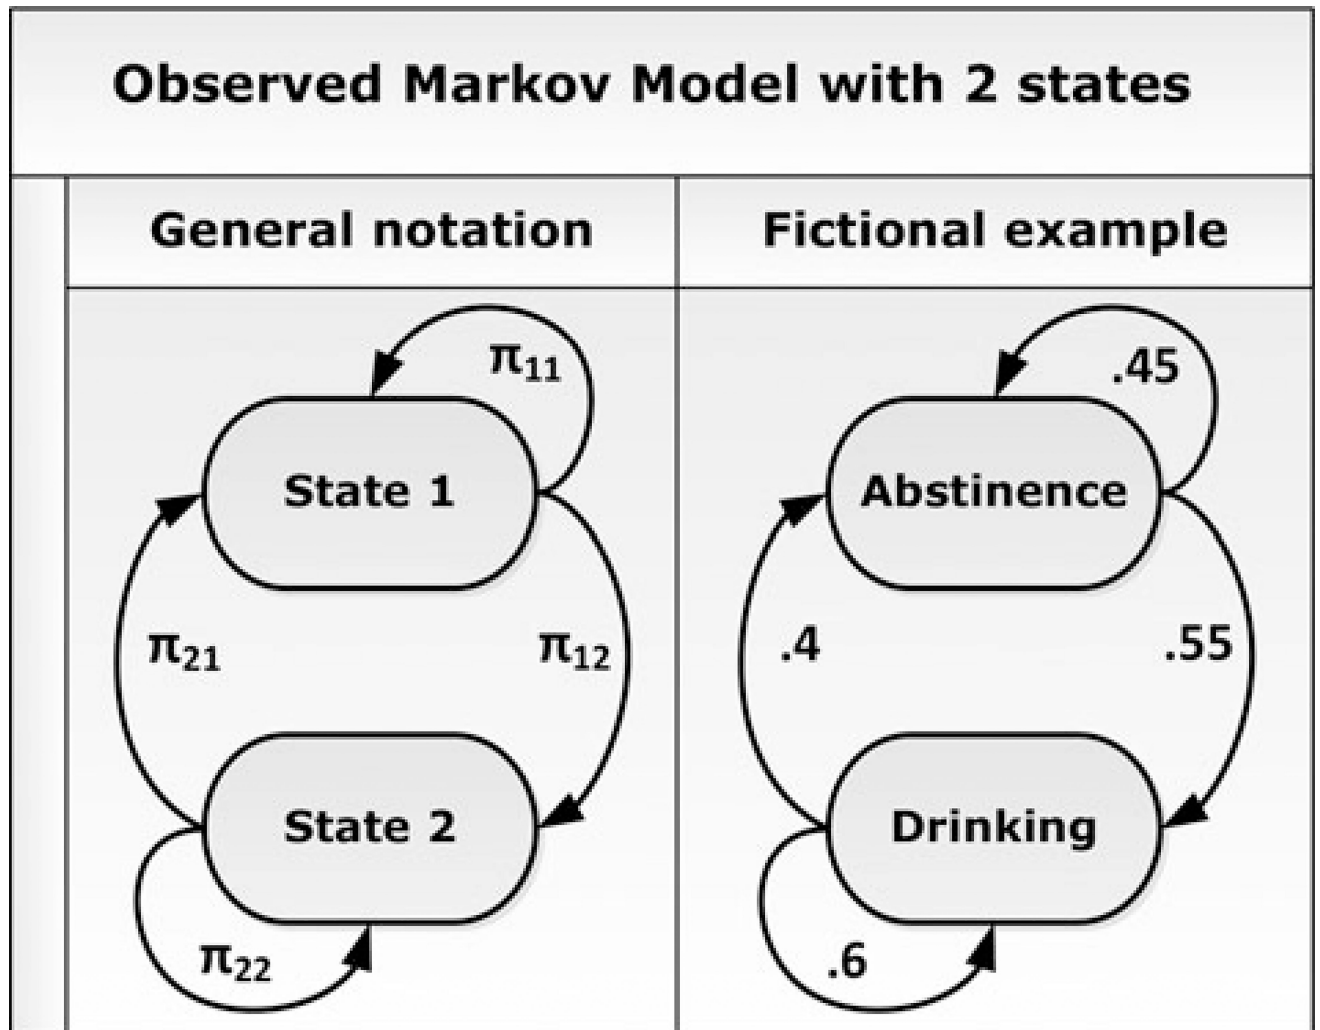 Observed Markov Model with 2 states
General notation
Fictional example
π11
.45
State 1
Abstinence
π21
π12
.4
.55
State 2
Drinking
π22
.6